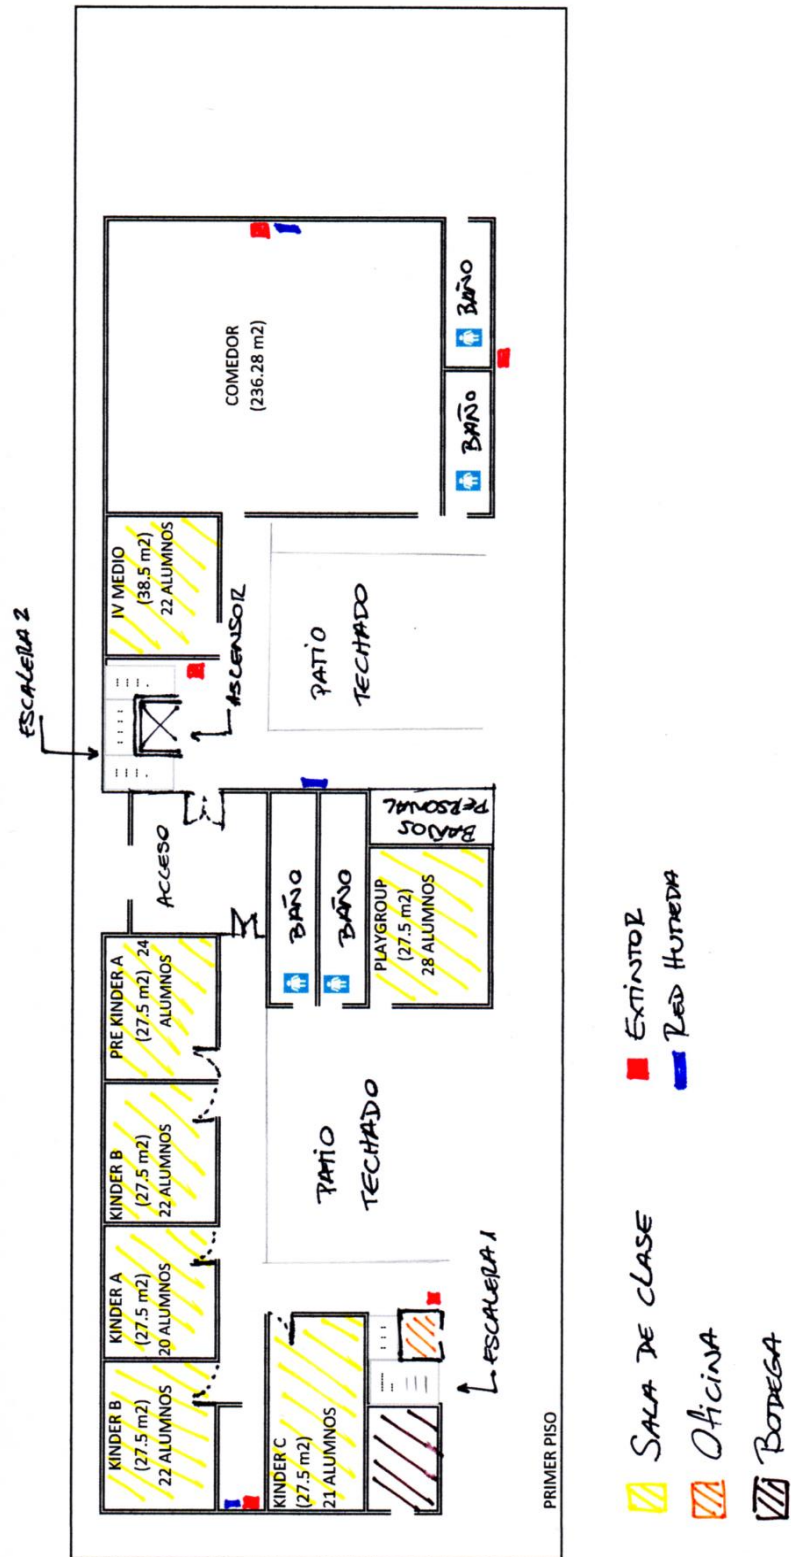 ESCALERA 2
KINDER B
(27.5 m2)
22 ALUMNOS
KINDER A
(27.5 m2)
20 ALUMNOS
KINDER B
(27.5 m2)
22 ALUMNOS
PRE KINDER A
(27.5 m2) 24
ALUMNOS
ACCESO
ASCENSOR
IV MEDIO
(38.5 m2)
22 ALUMNOS
COMEDOR
(236.28 m2)
KINDER C
(27.5 m2)
21 ALUMNOS
PATIO
TECHADO
BAÑO
BAÑO
PLAYGROUP
(27.5 m2)
28 ALUMNOS
BAÑOS
PERSONAL
PATIO
TECHADO
BAÑO
BAÑO
ESCALERA 1
PRIMER PISO
SALA DE CLASE
OFICINA
BODEGA
EXTINTOR
RED HUMEDA